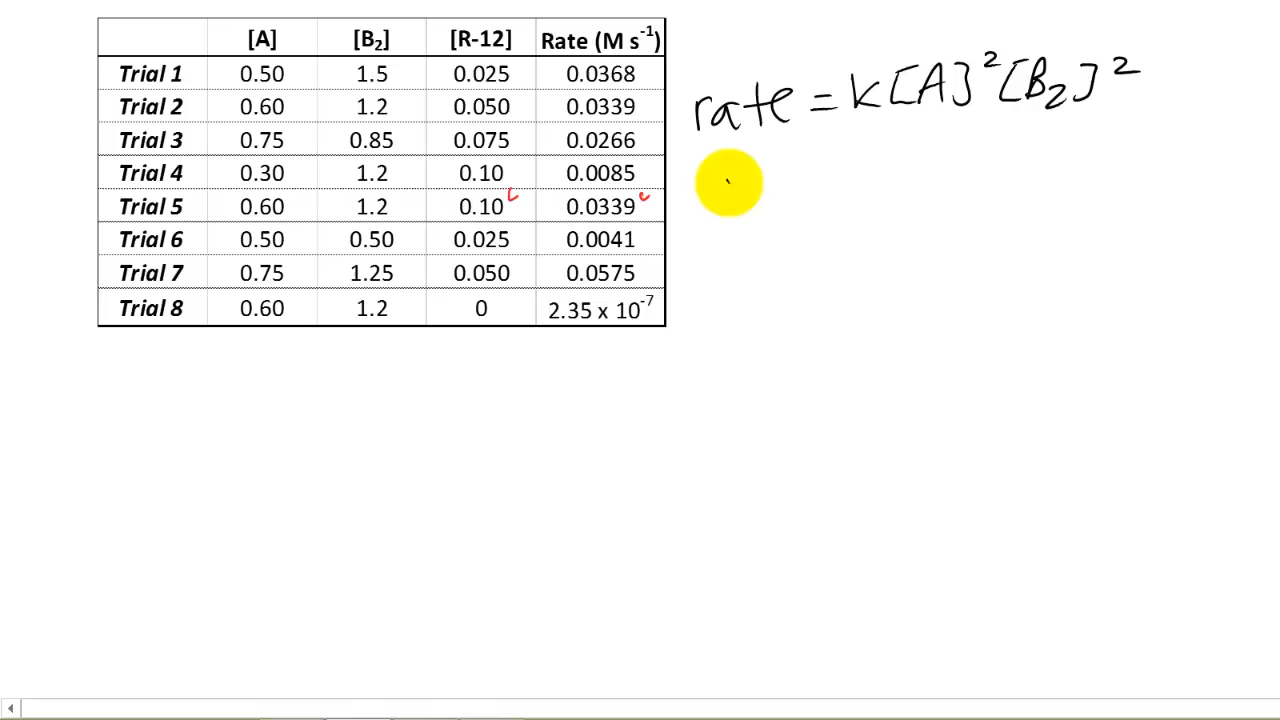 [A] [B₂] [R-12] Rate (M s⁻¹)
Trial 1 0.50 1.5 0.025 0.0368
Trial 2 0.60 1.2 0.050 0.0339
Trial 3 0.75 0.85 0.075 0.0266
Trial 4 0.30 1.2 0.10 0.0085
Trial 5 0.60 1.2 0.10 0.0339
Trial 6 0.50 0.50 0.025 0.0041
Trial 7 0.75 1.25 0.050 0.0575
Trial 8 0.60 1.2 0 2.35 x 10⁻⁷
rate = k[A]²[B₂]²